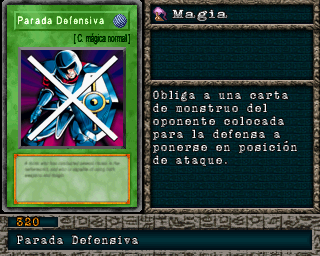 Parada Defensiva
[C. mágica normal]
Magia
Obliga a una carta
de monstruo del
oponente colocada
para la defensa a
ponerse en posición
de ataque.
320
Parada Defensiva